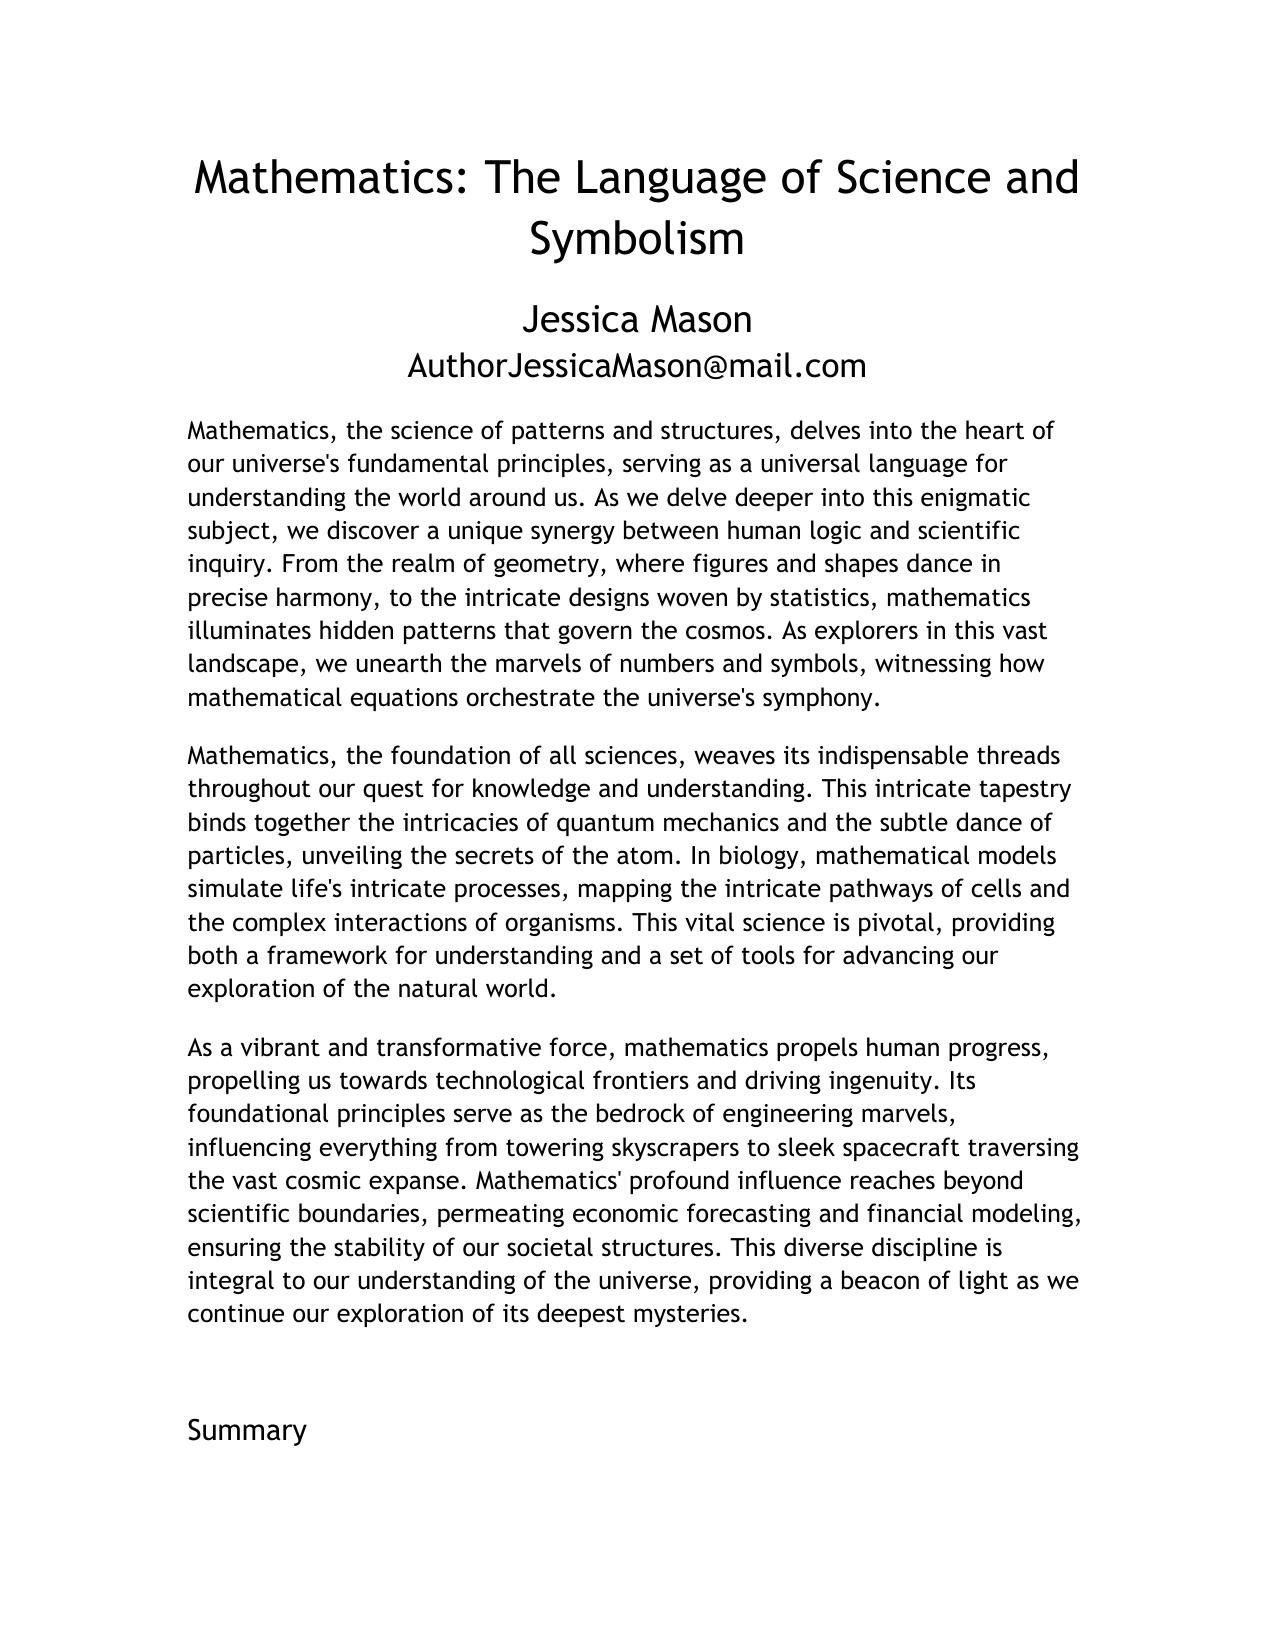 Mathematics: The Language of Science and
Symbolism
Jessica Mason
AuthorJessicaMason@mail.com
Mathematics, the science of patterns and structures, delves into the heart of
our universe's fundamental principles, serving as a universal language for
understanding the world around us. As we delve deeper into this enigmatic
subject, we discover a unique synergy between human logic and scientific
inquiry. From the realm of geometry, where figures and shapes dance in
precise harmony, to the intricate designs woven by statistics, mathematics
illuminates hidden patterns that govern the cosmos. As explorers in this vast
landscape, we unearth the marvels of numbers and symbols, witnessing how
mathematical equations orchestrate the universe's symphony.
Mathematics, the foundation of all sciences, weaves its indispensable threads
throughout our quest for knowledge and understanding. This intricate tapestry
binds together the intricacies of quantum mechanics and the subtle dance of
particles, unveiling the secrets of the atom. In biology, mathematical models
simulate life's intricate processes, mapping the intricate pathways of cells and
the complex interactions of organisms. This vital science is pivotal, providing
both a framework for understanding and a set of tools for advancing our
exploration of the natural world.
As a vibrant and transformative force, mathematics propels human progress,
propelling us towards technological frontiers and driving ingenuity. Its
foundational principles serve as the bedrock of engineering marvels,
influencing everything from towering skyscrapers to sleek spacecraft traversing
the vast cosmic expanse. Mathematics' profound influence reaches beyond
scientific boundaries, permeating economic forecasting and financial modeling,
ensuring the stability of our societal structures. This diverse discipline is
integral to our understanding of the universe, providing a beacon of light as we
continue our exploration of its deepest mysteries.
Summary